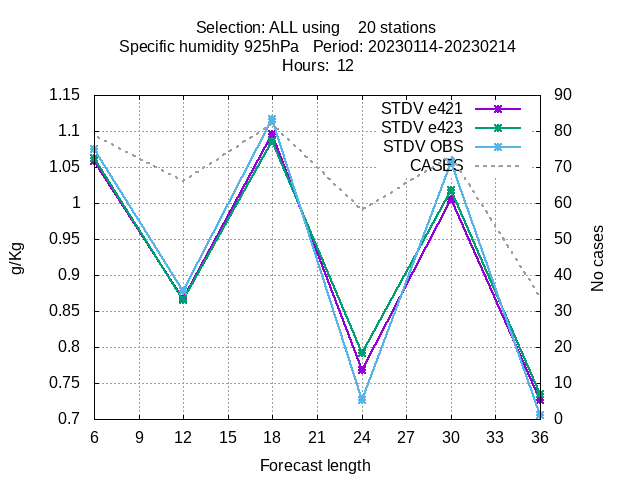 Selection: ALL using    20 stations
Specific humidity 925hPa   Period: 20230114-20230214
Hours:  12
1.15
1.1
1.05
1
0.95
0.9
0.85
0.8
0.75
0.7
g/Kg
STDV e421
STDV e423
STDV OBS
CASES
90
80
70
60
50
40
30
20
10
0
No cases
6 9 12 15 18 21 24 27 30 33 36
Forecast length